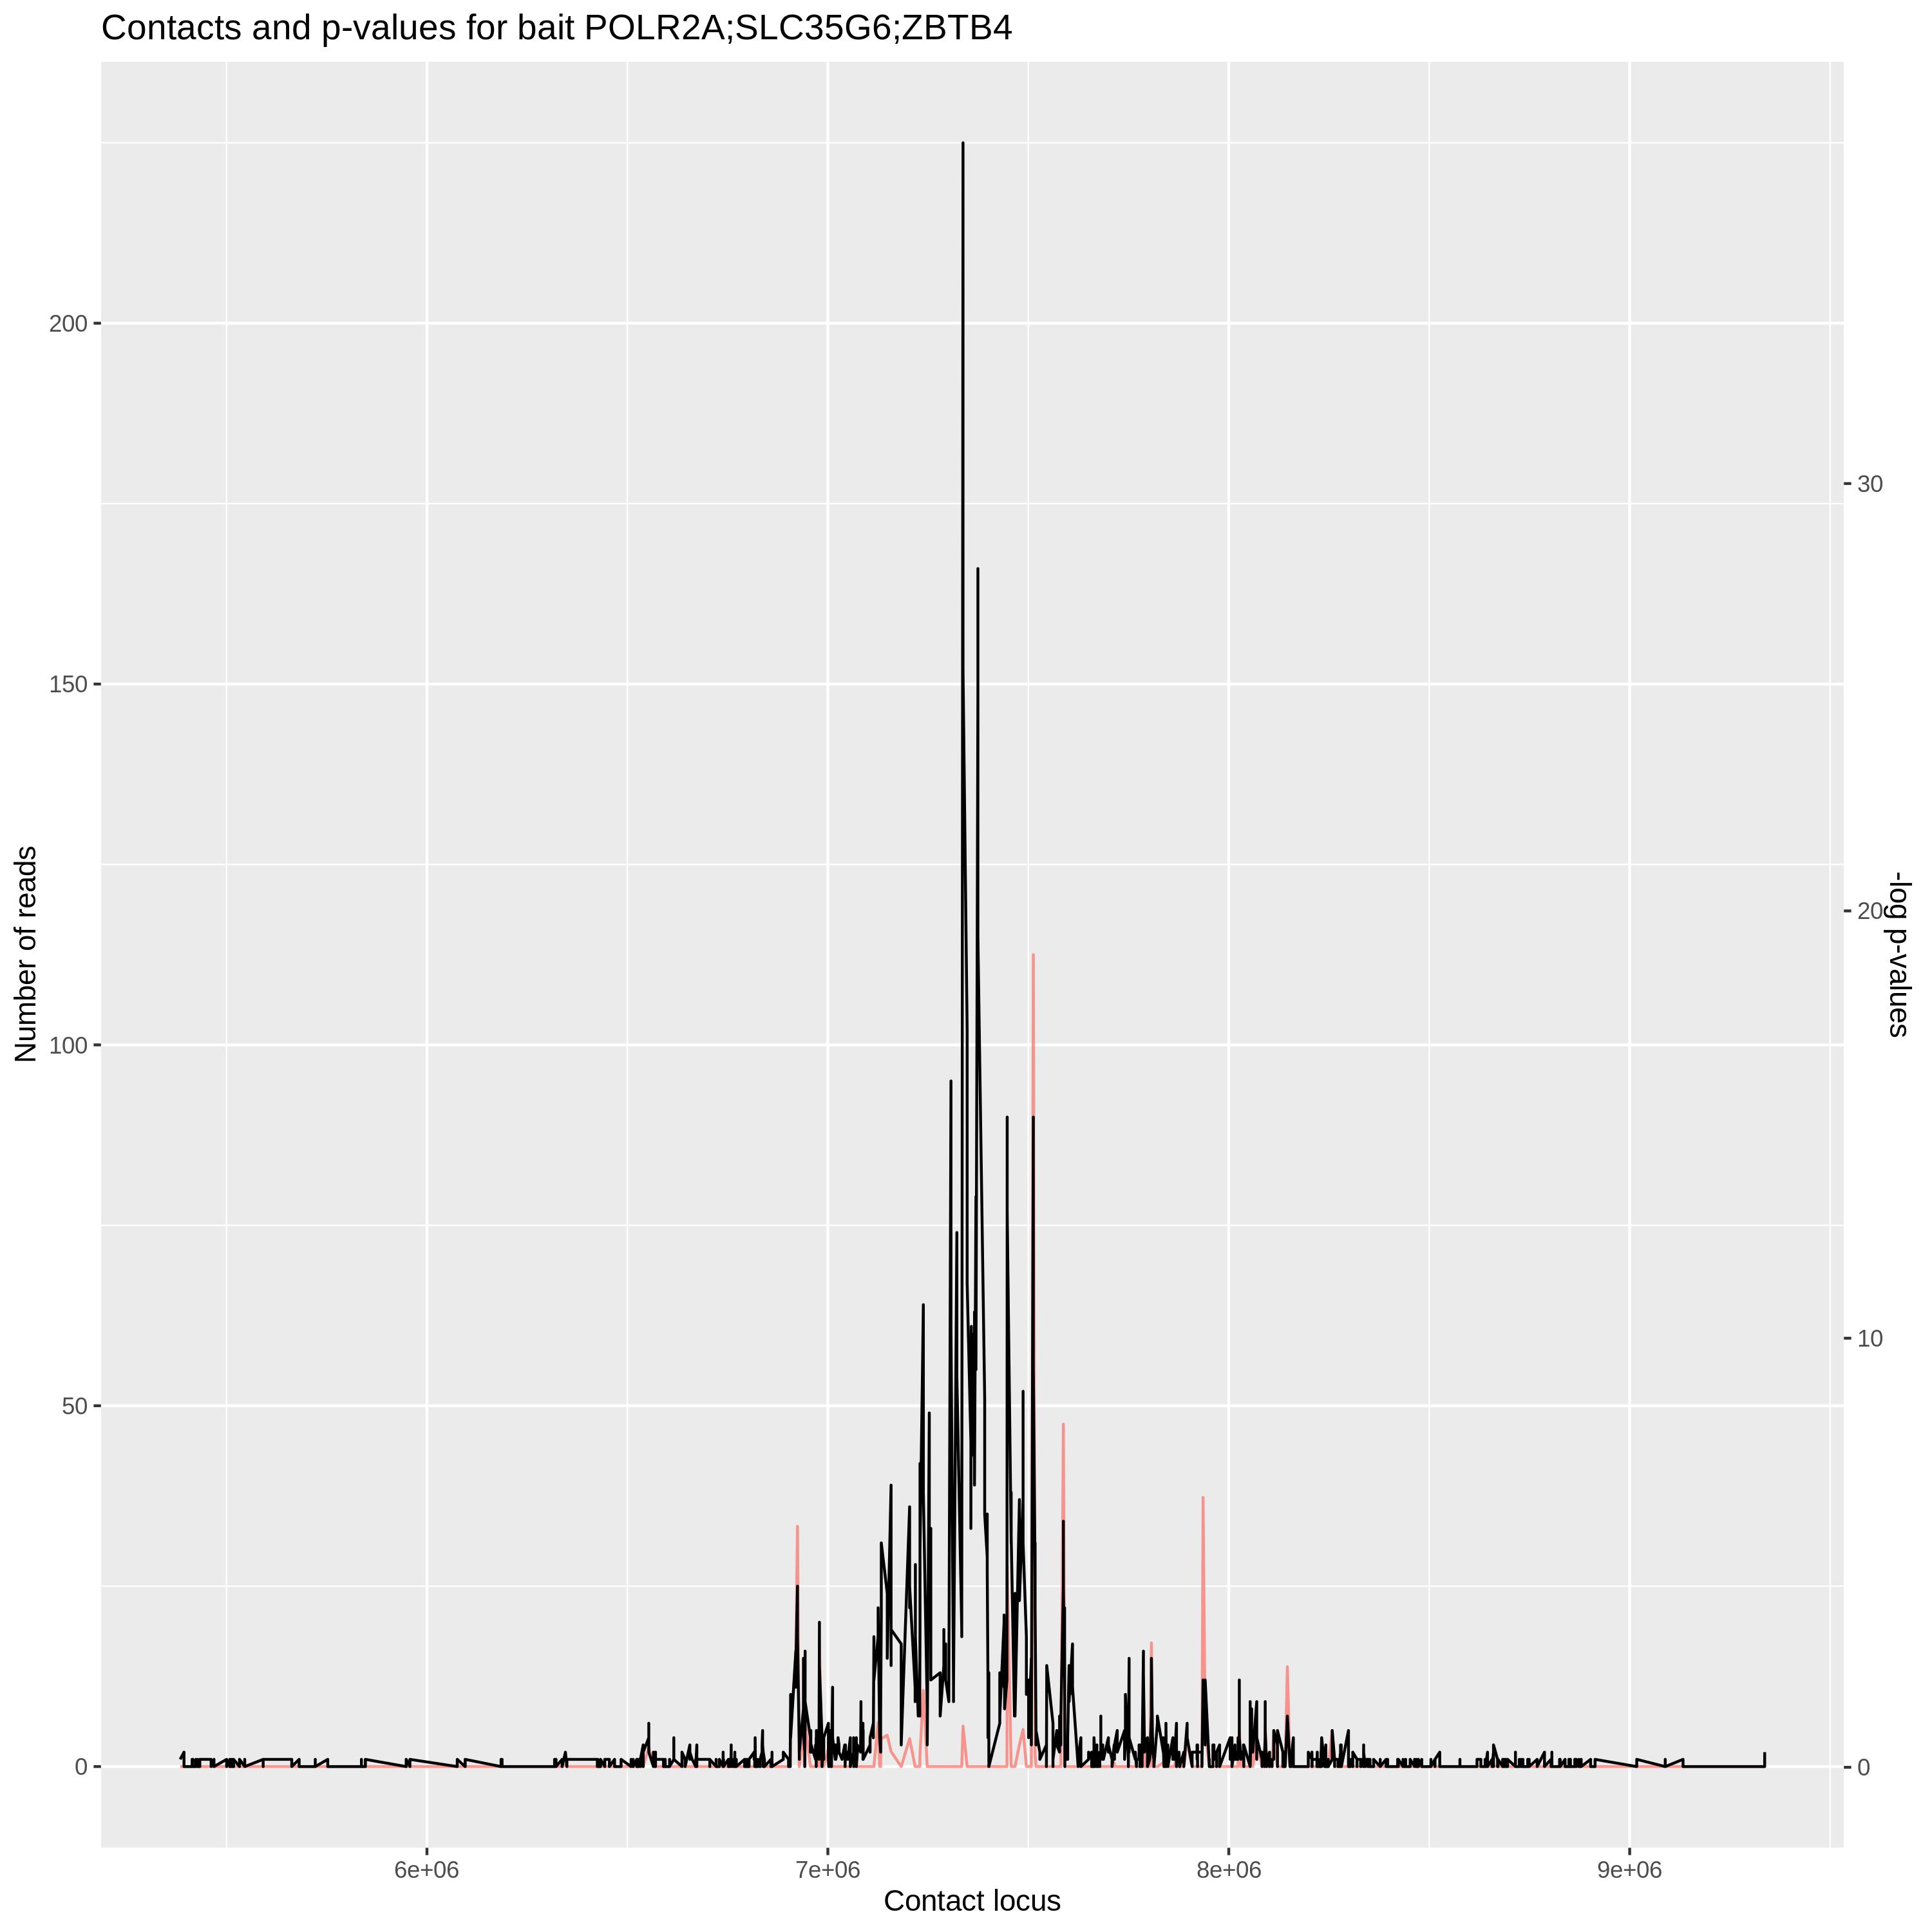 Contacts and p-values for bait POLR2A;SLC35G6;ZBTB4
200
150
100
50
0
Number of reads
30
20
10
0
-log p-values
6e+06
7e+06
8e+06
9e+06
Contact locus